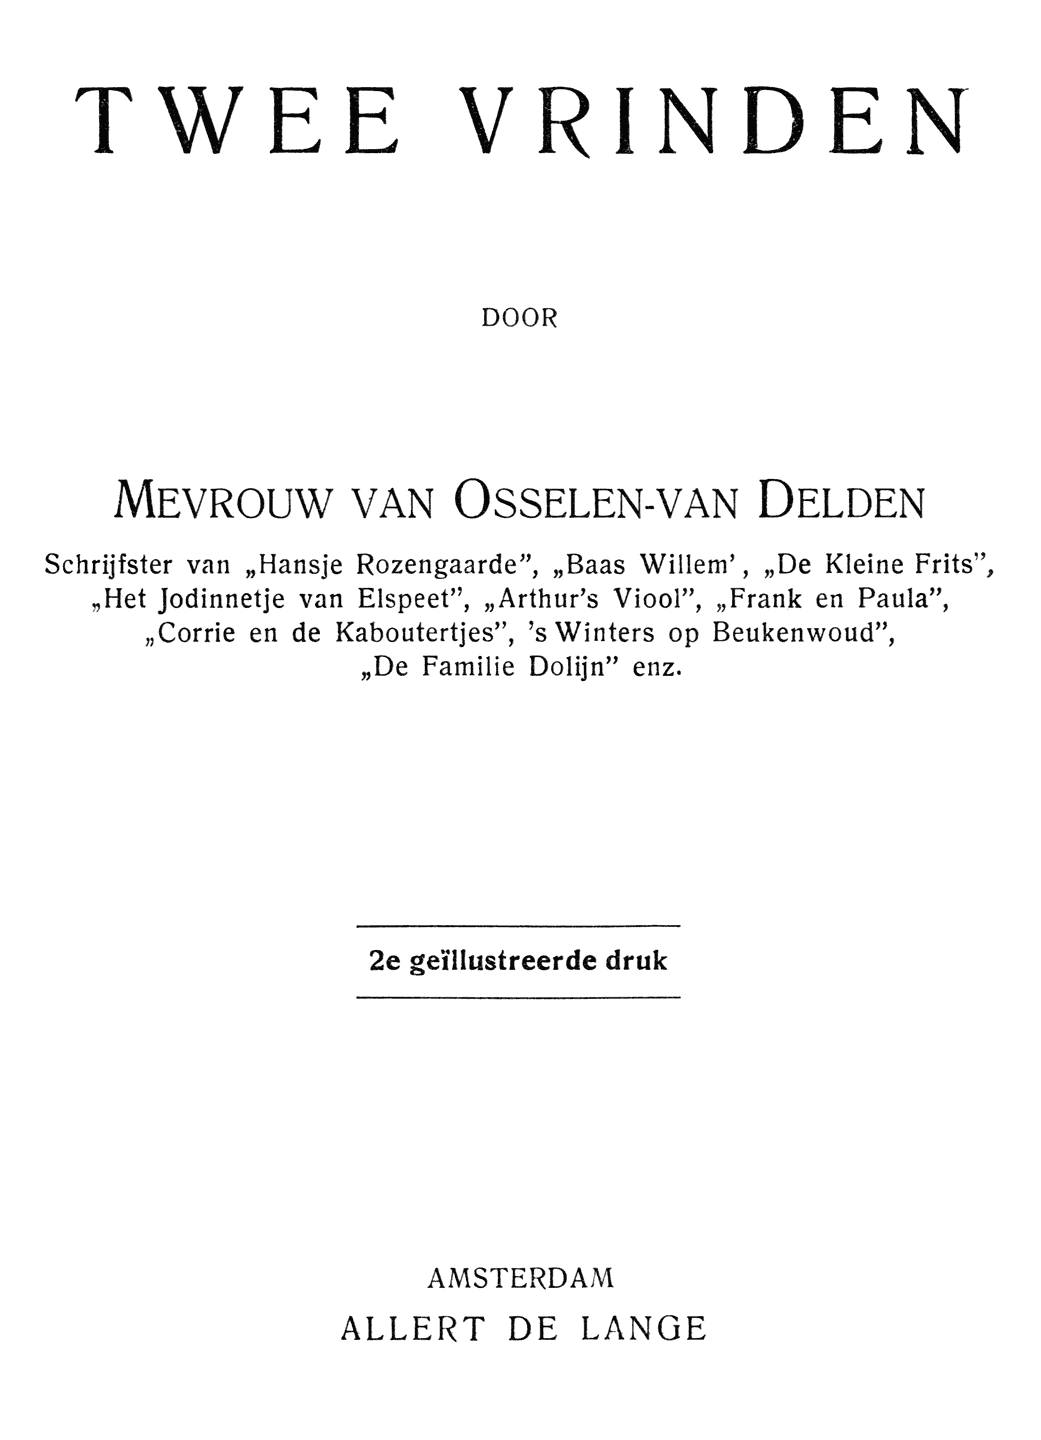 TWEE VRINDEN
DOOR
MEVROUW VAN OSSELEN-VAN DELDEN
Schrijfster van „Hansje Rozengaarde”, „Baas Willem’, „De Kleine Frits”,
„Het Jodinnetje van Elspeet”, „Arthur’s Viool”, „Frank en Paula”,
„Corrie en de Kaboutertjes”, ’s Winters op Beukenwoud”,
„De Familie Dolijn” enz.
2e geïllustreerde druk
AMSTERDAM
ALLERT DE LANGE